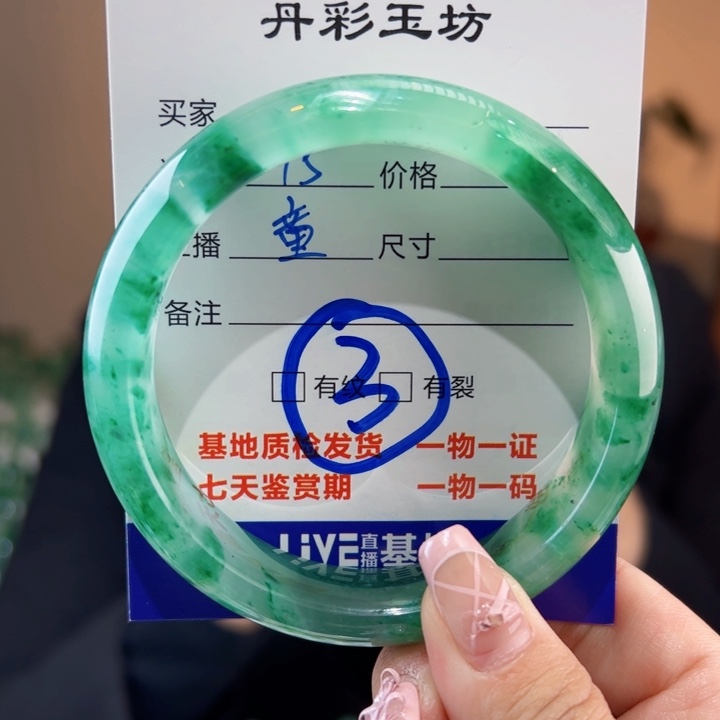 丹彩玉坊
买家
15 价格
播 童 尺寸
备注
③
有纹 有裂
基地质检发货 一物一证
七天鉴赏期 一物一码
LiVE直播基